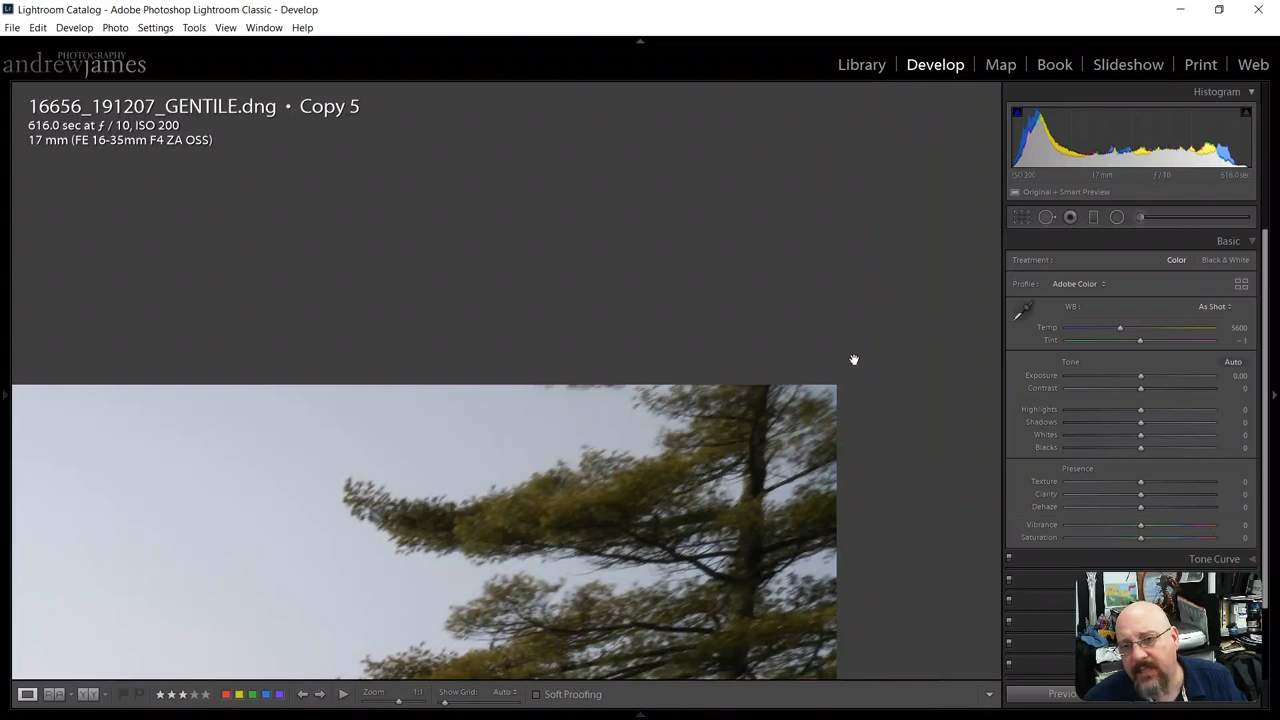 Lightroom Catalog - Adobe Photoshop Lightroom Classic - Develop
File Edit Develop Photo Settings Tools View Window Help
PHOTOGRAPHY
andrewjames
Library | Develop | Map | Book | Slideshow | Print | Web
16656_191207_GENTILE.dng • Copy 5
616.0 sec at ƒ / 10, ISO 200
17 mm (FE 16-35mm F4 ZA OSS)
Histogram
ISO 200 17 mm ƒ / 10 616.0 sec
Original + Smart Preview
Basic
Treatment : Color Black & White
Profile : Adobe Color
WB : As Shot
Temp 5600
Tint - 1
Tone Auto
Exposure 0.00
Contrast 0
Highlights 0
Shadows 0
Whites 0
Blacks 0
Presence
Texture 0
Clarity 0
Dehaze 0
Vibrance 0
Saturation 0
Tone Curve
Zoom 1:1 Show Grid: Auto Soft Proofing